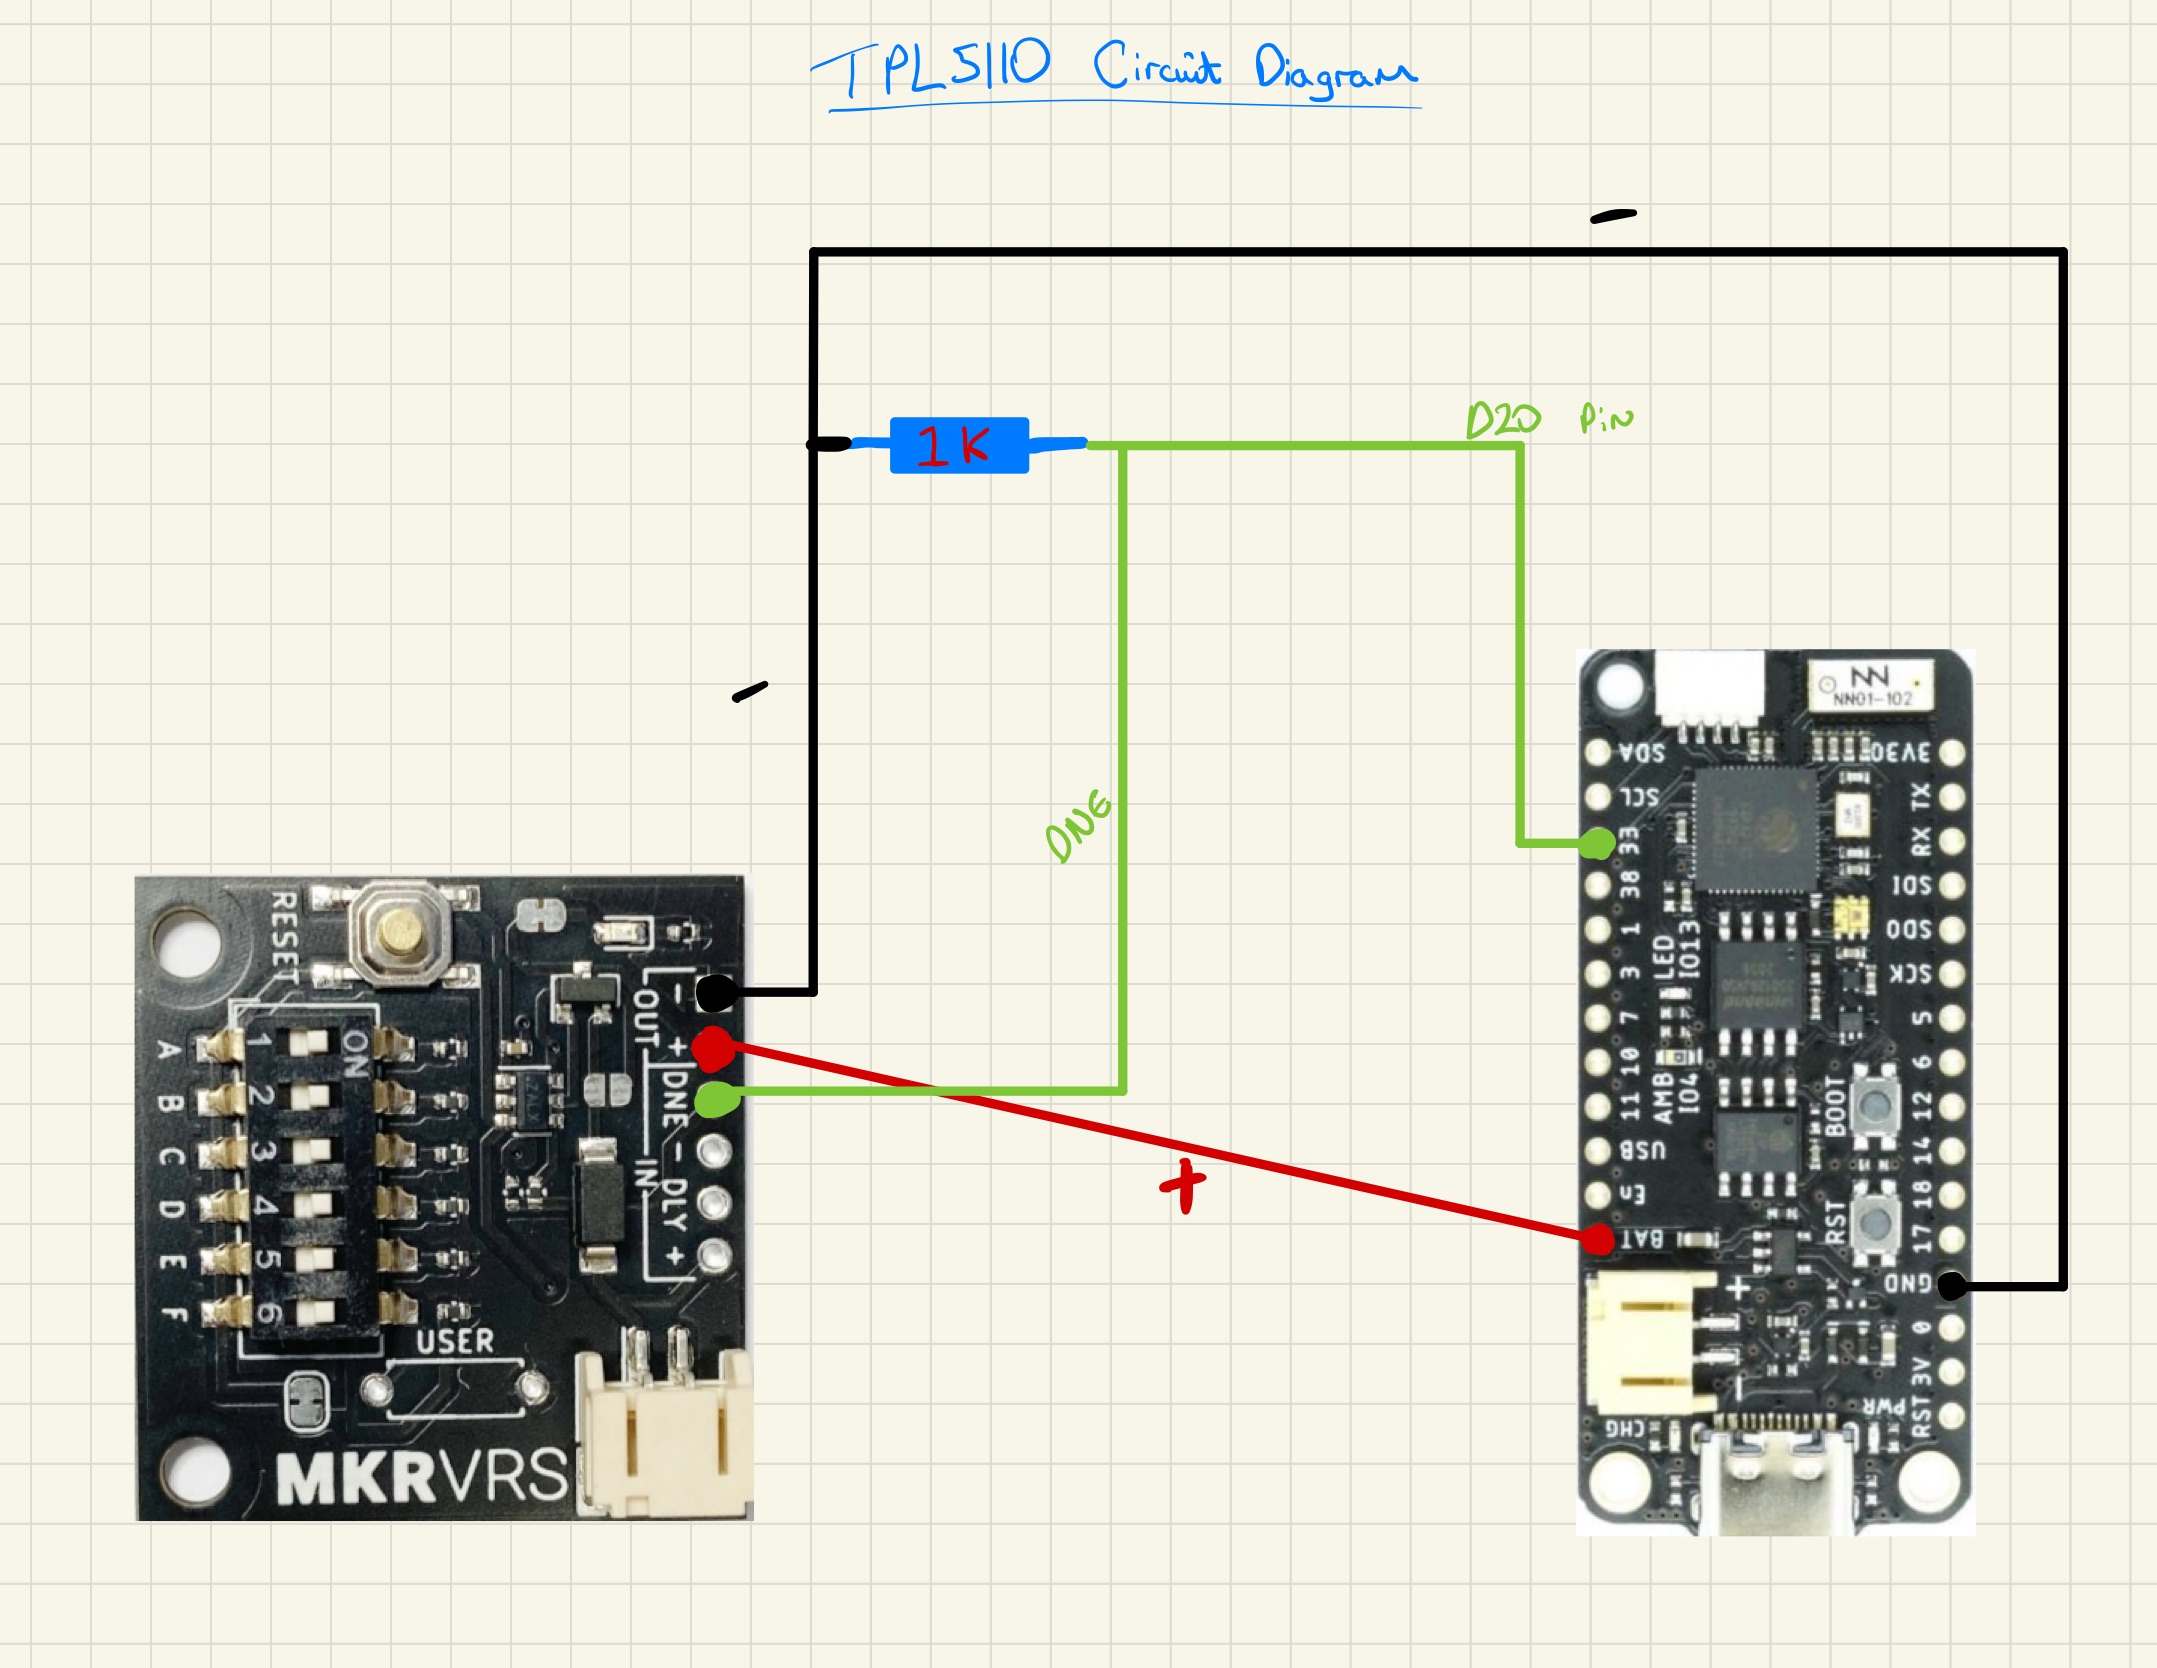 TPL5110 Circuit Diagram
−
1K
D20 Pin
−
DNE
+
RESET
OUT
−
+
DNE
IN
−
DLY
+
A
B
C
D
E
F
ON
1
2
3
4
5
6
USER
MKRVRS
NN
NN01-102
SDA
SCL
33
38
1
3
7
10
11
USB
En
BAT
LED
IO13
AMB
IO4
3V3O
TX
RX
SDI
SDO
SCK
5
6
12
14
18
17
GND
0
3V
RST
BOOT
RST
+
−
CHG
PWR